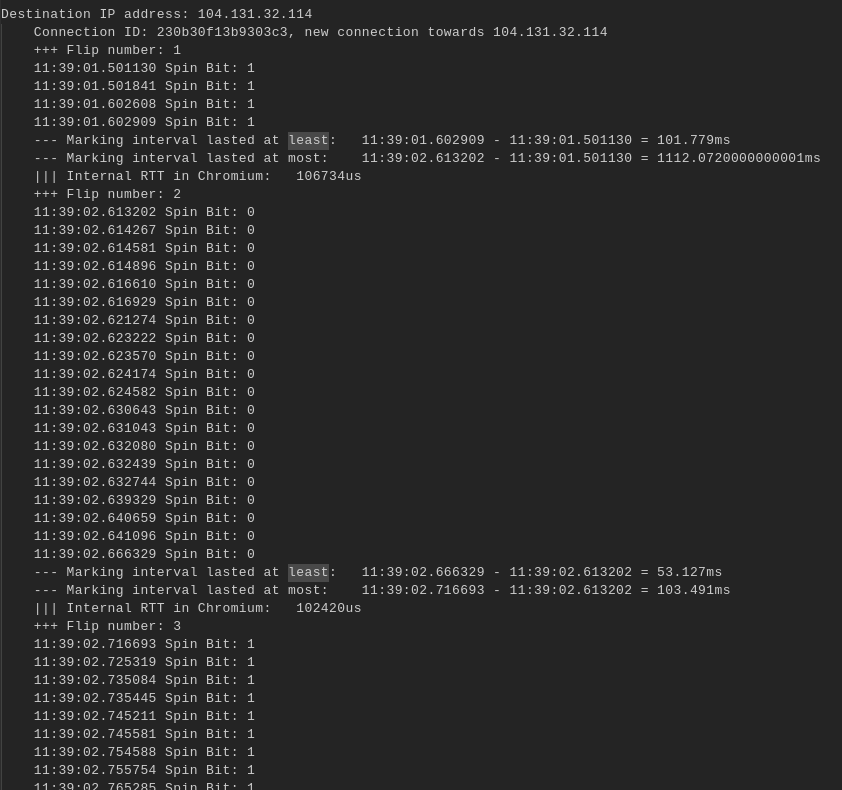 Destination IP address: 104.131.32.114
Connection ID: 230b30f13b9303c3, new connection towards 104.131.32.114
+++ Flip number: 1
11:39:01.501130 Spin Bit: 1
11:39:01.501841 Spin Bit: 1
11:39:01.602608 Spin Bit: 1
11:39:01.602909 Spin Bit: 1
--- Marking interval lasted at least:   11:39:01.602909 - 11:39:01.501130 = 101.779ms
--- Marking interval lasted at most:    11:39:02.613202 - 11:39:01.501130 = 1112.0720000000001ms
||| Internal RTT in Chromium:   106734us
+++ Flip number: 2
11:39:02.613202 Spin Bit: 0
11:39:02.614267 Spin Bit: 0
11:39:02.614581 Spin Bit: 0
11:39:02.614896 Spin Bit: 0
11:39:02.616610 Spin Bit: 0
11:39:02.616929 Spin Bit: 0
11:39:02.621274 Spin Bit: 0
11:39:02.623222 Spin Bit: 0
11:39:02.623570 Spin Bit: 0
11:39:02.624174 Spin Bit: 0
11:39:02.624582 Spin Bit: 0
11:39:02.630643 Spin Bit: 0
11:39:02.631043 Spin Bit: 0
11:39:02.632080 Spin Bit: 0
11:39:02.632439 Spin Bit: 0
11:39:02.632744 Spin Bit: 0
11:39:02.639329 Spin Bit: 0
11:39:02.640659 Spin Bit: 0
11:39:02.641096 Spin Bit: 0
11:39:02.666329 Spin Bit: 0
--- Marking interval lasted at least:   11:39:02.666329 - 11:39:02.613202 = 53.127ms
--- Marking interval lasted at most:    11:39:02.716693 - 11:39:02.613202 = 103.491ms
||| Internal RTT in Chromium:   102420us
+++ Flip number: 3
11:39:02.716693 Spin Bit: 1
11:39:02.725319 Spin Bit: 1
11:39:02.735084 Spin Bit: 1
11:39:02.735445 Spin Bit: 1
11:39:02.745211 Spin Bit: 1
11:39:02.745581 Spin Bit: 1
11:39:02.754588 Spin Bit: 1
11:39:02.755754 Spin Bit: 1
11:39:02.765285 Spin Bit: 1